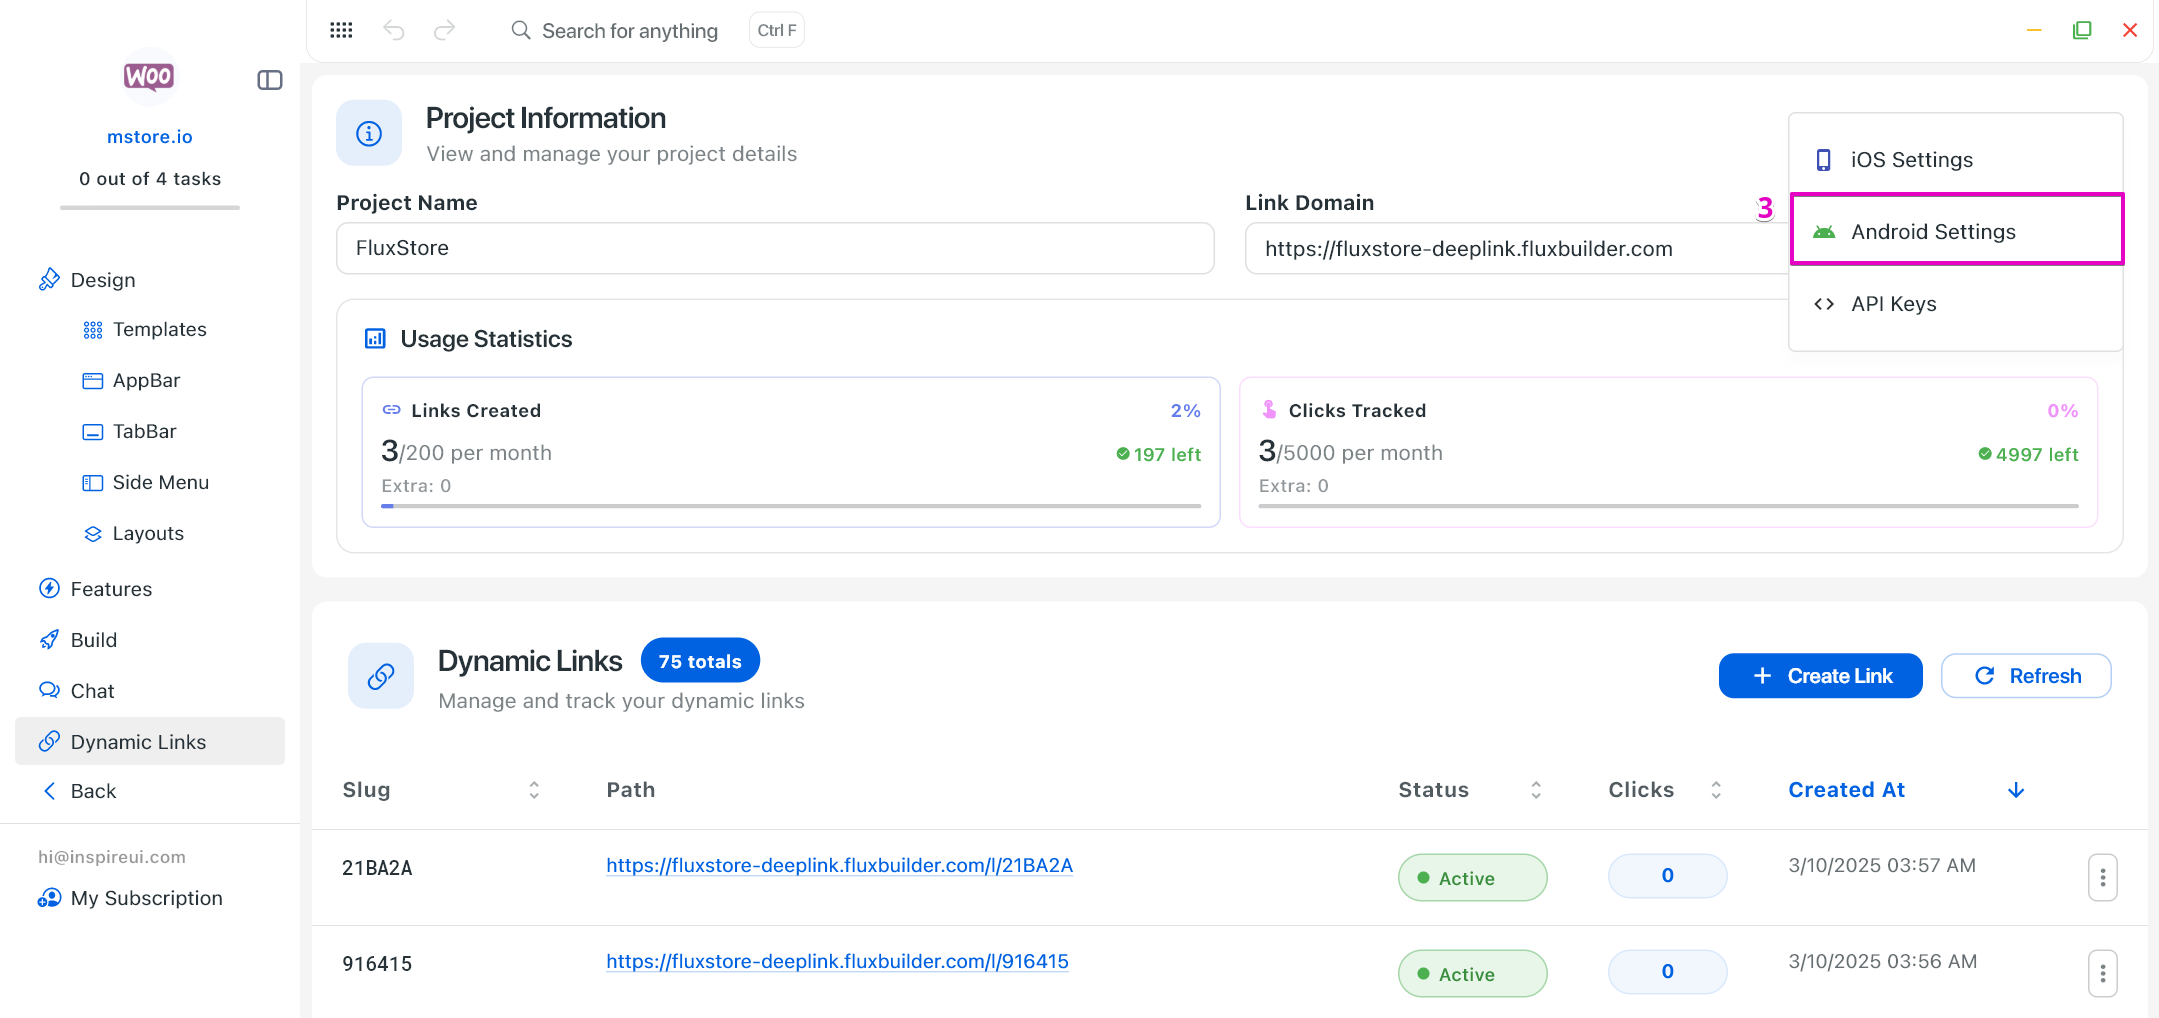 Search for anything
Ctrl F
WOO
mstore.io
0 out of 4 tasks
Design
Templates
AppBar
TabBar
Side Menu
Layouts
Features
Build
Chat
Dynamic Links
Back
hi@inspireui.com
My Subscription
Project Information
View and manage your project details
Project Name
FluxStore
Link Domain
https://fluxstore-deeplink.fluxbuilder.com
iOS Settings
3
Android Settings
API Keys
Usage Statistics
Links Created
2%
3/200 per month
197 left
Extra: 0
Clicks Tracked
0%
3/5000 per month
4997 left
Extra: 0
Dynamic Links
75 totals
Manage and track your dynamic links
Create Link
Refresh
Slug
Path
Status
Clicks
Created At
21BA2A
https://fluxstore-deeplink.fluxbuilder.com/l/21BA2A
Active
0
3/10/2025 03:57 AM
916415
https://fluxstore-deeplink.fluxbuilder.com/l/916415
Active
0
3/10/2025 03:56 AM